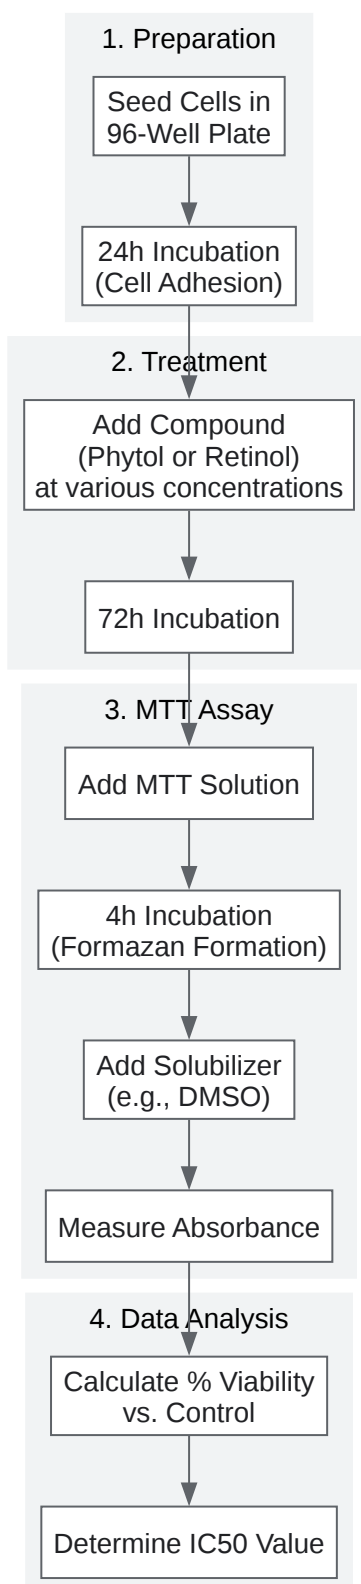 1. Preparation
Seed Cells in
96-Well Plate
24h Incubation
(Cell Adhesion)
2. Treatment
Add Compound
(Phytol or Retinol)
at various concentrations
72h Incubation
3. MTT Assay
Add MTT Solution
4h Incubation
(Formazan Formation)
Add Solubilizer
(e.g., DMSO)
Measure Absorbance
4. Data Analysis
Calculate % Viability
vs. Control
Determine IC50 Value